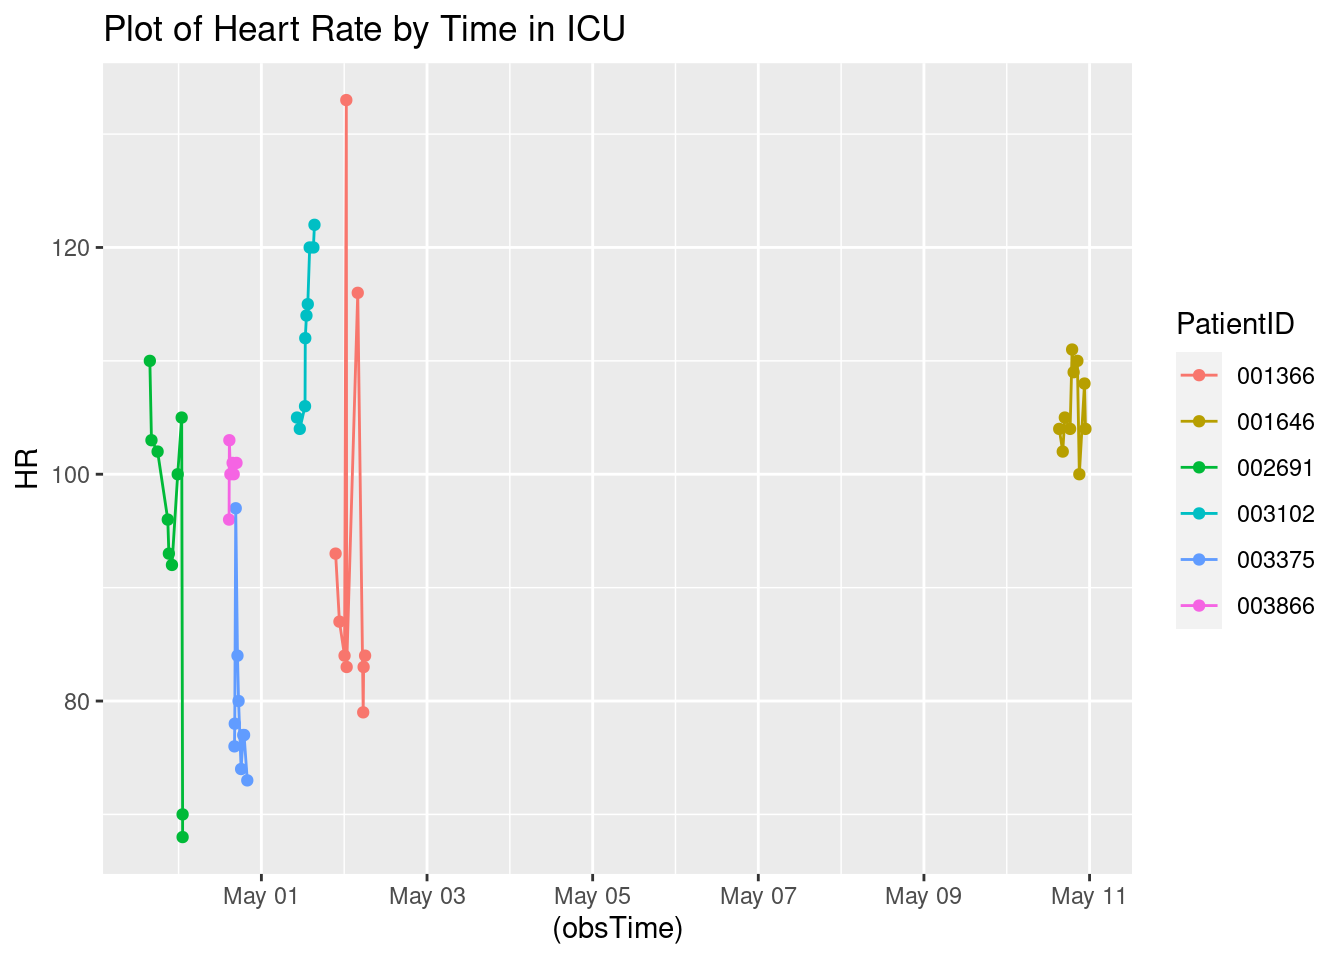 Plot of Heart Rate by Time in ICU
120
100
80
HR
May 01
May 03
May 05
May 07
May 09
May 11
(obsTime)
PatientID
001366
001646
002691
003102
003375
003866